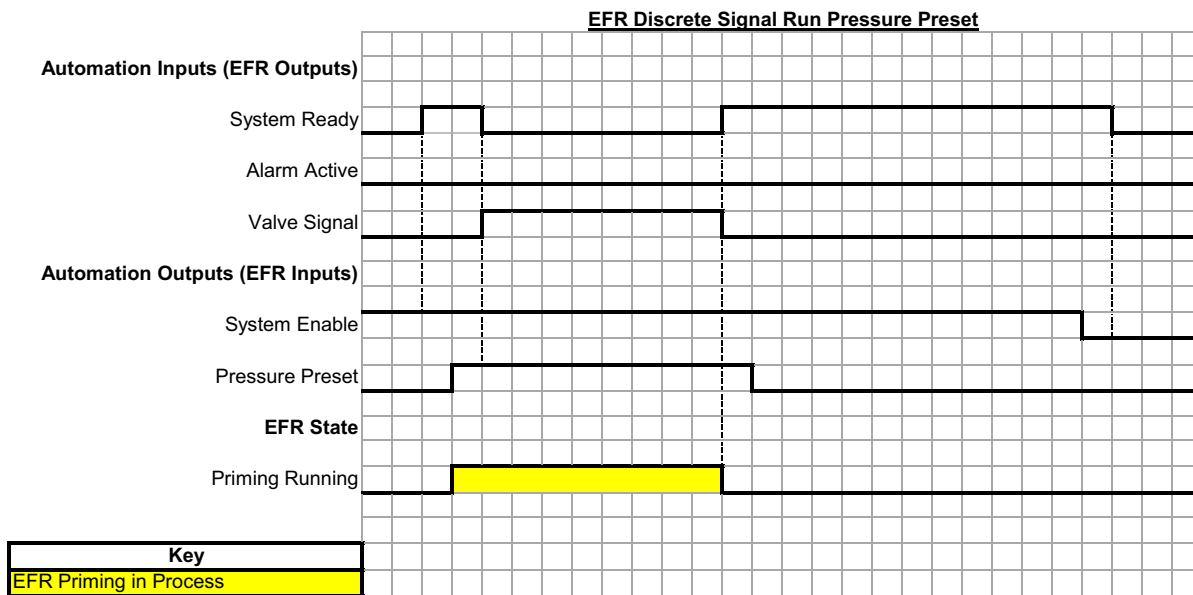 EFR Discrete Signal Run Pressure Preset
Automation Inputs (EFR Outputs)
System Ready
Alarm Active
Valve Signal
Automation Outputs (EFR Inputs)
System Enable
Pressure Preset
EFR State
Priming Running
Key
EFR Priming in Process